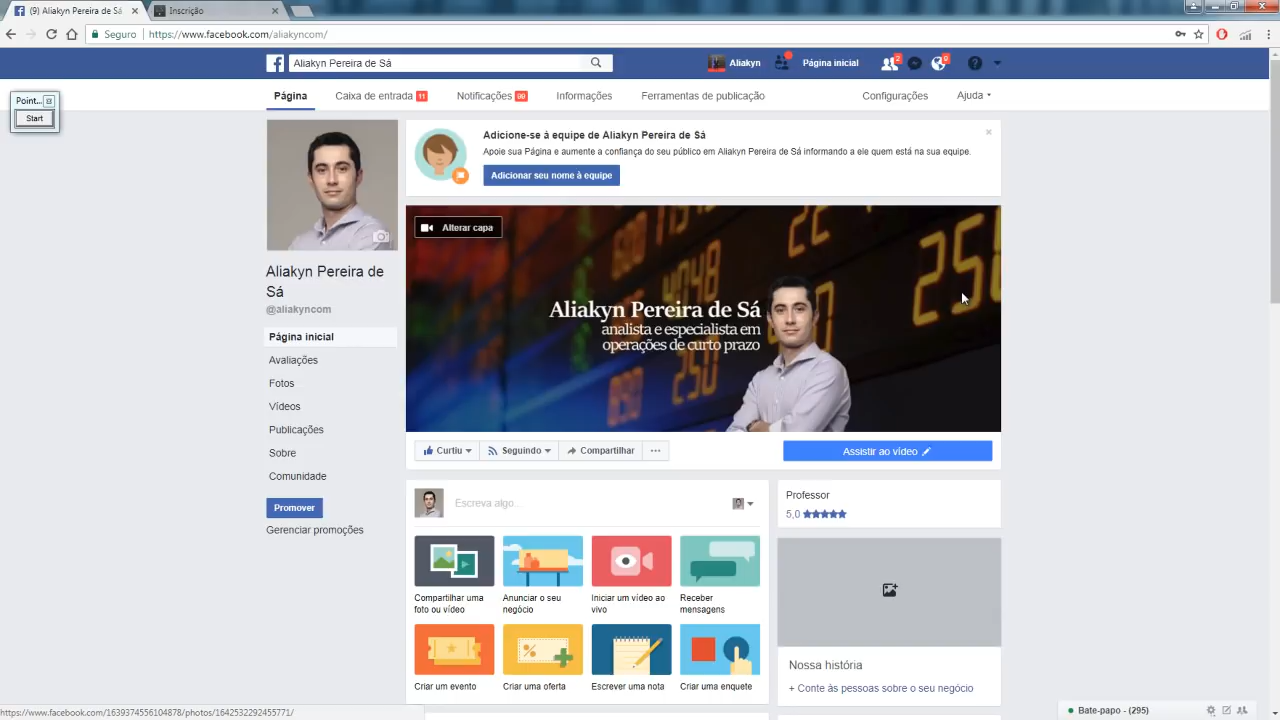 (9) Aliakyn Pereira de Sá
Inscrição
Seguro
https://www.facebook.com/aliakyncom/
Aliakyn Pereira de Sá
Aliakyn
Página inicial
2
6
Página
Caixa de entrada 11
Notificações 99
Informações
Ferramentas de publicação
Configurações
Ajuda
Point...
Start
Adicione-se à equipe de Aliakyn Pereira de Sá
Apoie sua Página e aumente a confiança do seu público em Aliakyn Pereira de Sá informando a ele quem está na sua equipe.
Adicionar seu nome à equipe
Alterar capa
Aliakyn Pereira de Sá
analista e especialista em
operações de curto prazo
Aliakyn Pereira de
Sá
@aliakyncom
Página inicial
Avaliações
Fotos
Vídeos
Publicações
Sobre
Comunidade
Promover
Gerenciar promoções
Curtiu
Seguindo
Compartilhar
...
Assistir ao vídeo
Escreva algo...
Compartilhar uma
foto ou vídeo
Anunciar o seu
negócio
Iniciar um vídeo ao
vivo
Receber
mensagens
Criar um evento
Criar uma oferta
Escrever uma nota
Criar uma enquete
Professor
5,0
Nossa história
+ Conte às pessoas sobre o seu negócio
https://www.facebook.com/1639374556104878/photos/1642532292455771/
Bate-papo - (295)